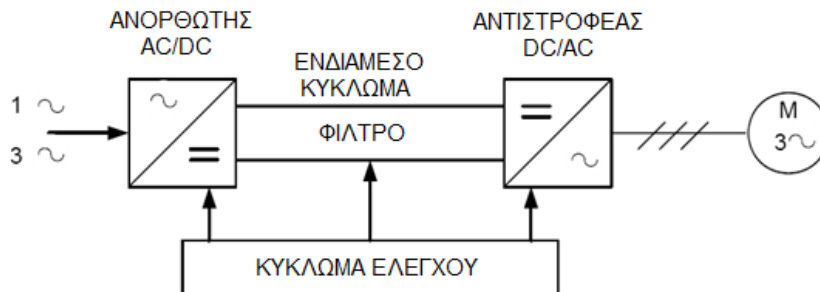 ΑΝΟΡΘΩΤΗΣ
AC/DC
ΑΝΤΙΣΤΡΟΦΕΑΣ
DC/AC
ΕΝΔΙΑΜΕΣΟ
ΚΥΚΛΩΜΑ
ΦΙΛΤΡΟ
1 ~
3 ~
M
3~
ΚΥΚΛΩΜΑ ΕΛΕΓΧΟΥ